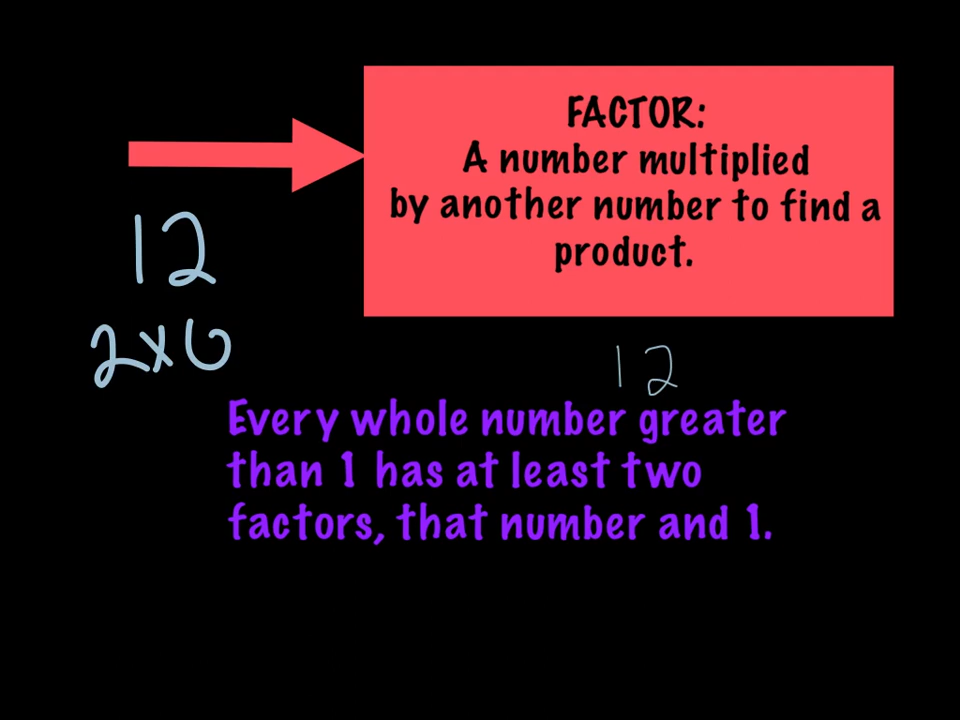 FACTOR:
A number multiplied
by another number to find a
product.
12
2x6
12
Every whole number greater
than 1 has at least two
factors, that number and 1.